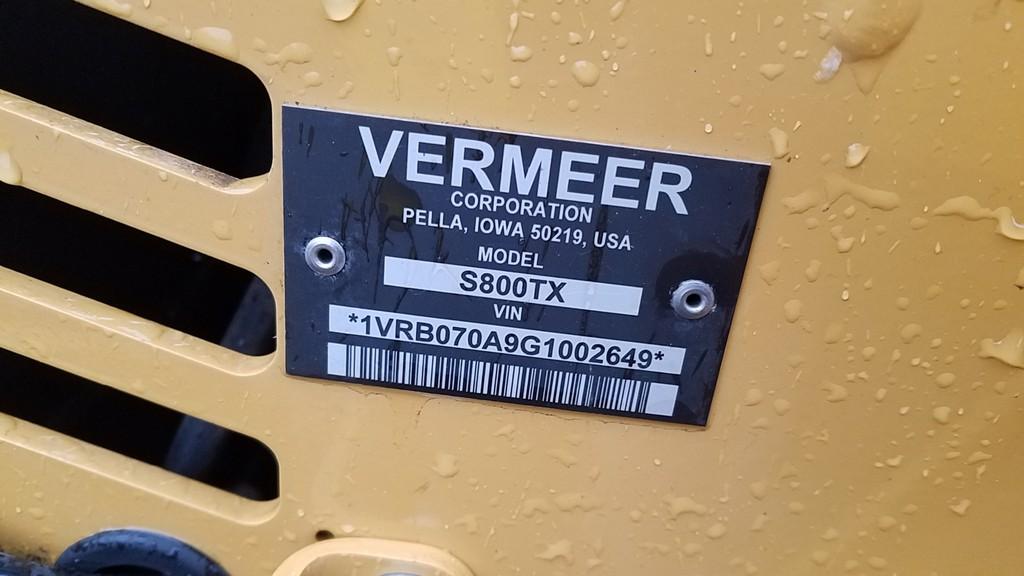 VERMEER
CORPORATION
PELLA, IOWA 50219, USA
MODEL
S800TX
VIN
*1VRB070A9G1002649*